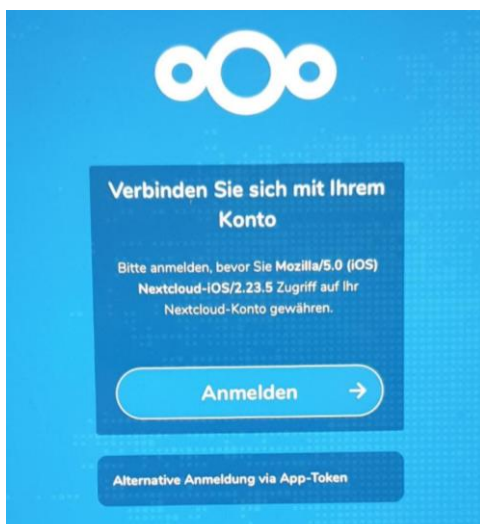 Verbinden Sie sich mit Ihrem
Konto
Bitte anmelden, bevor Sie Mozilla/5.0 (iOS)
Nextcloud-iOS/2.23.5 Zugriff auf Ihr
Nextcloud-Konto gewähren.
Anmelden
Alternative Anmeldung via App-Token